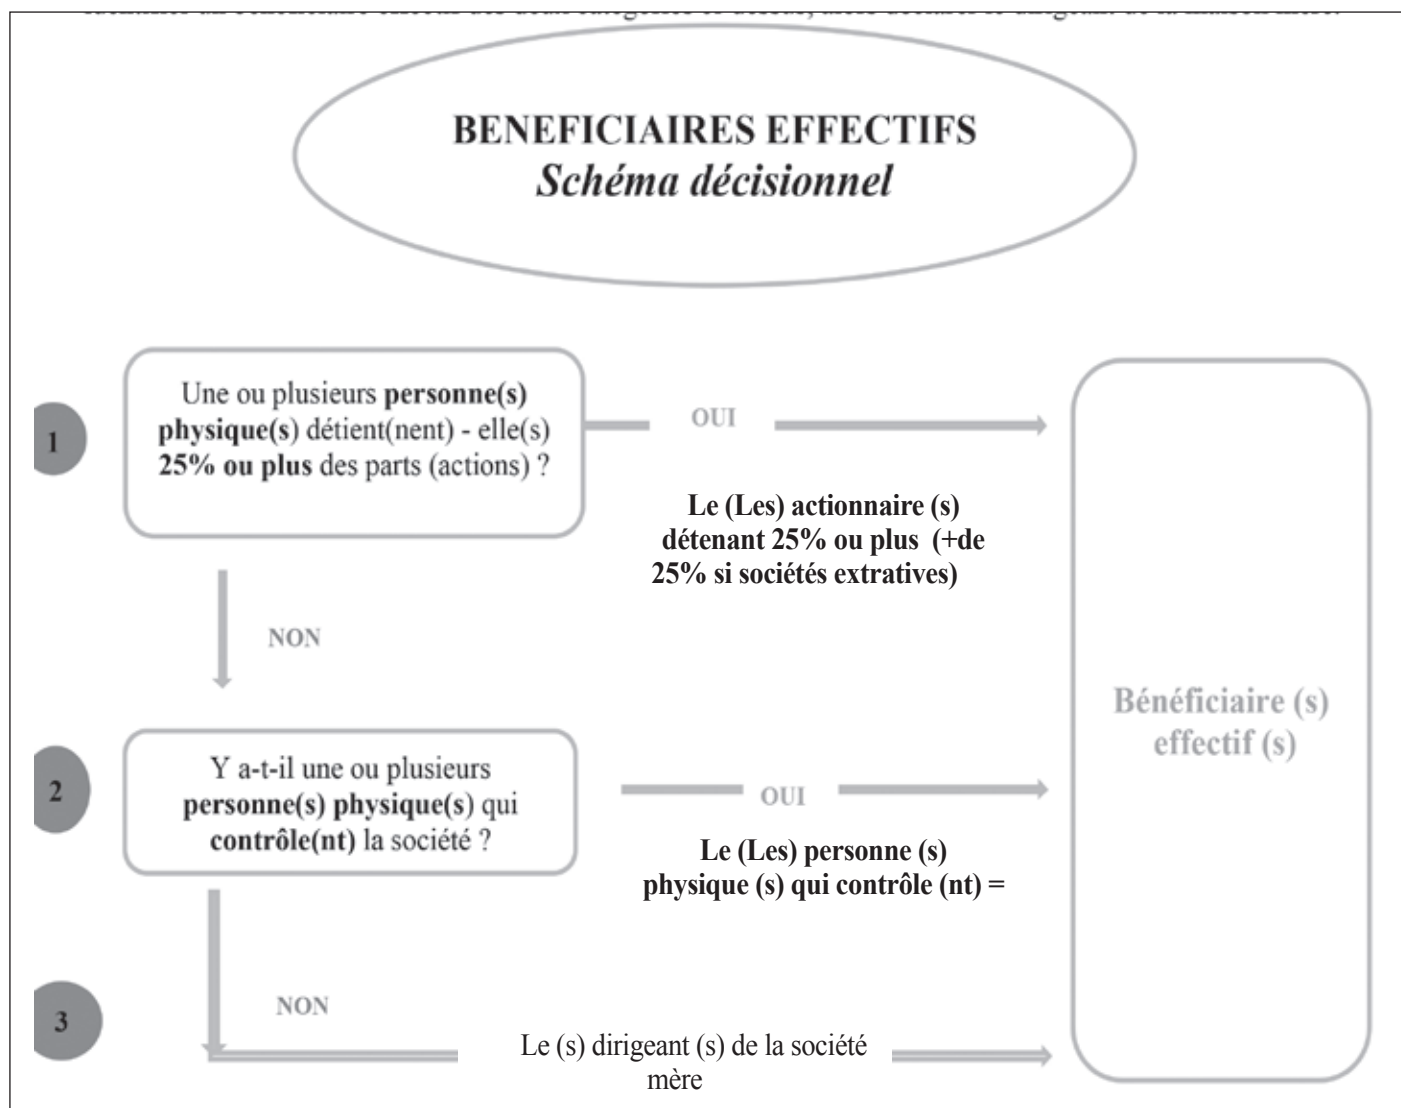 BENEFICIAIRES EFFECTIFS
Schéma décisionnel
1
Une ou plusieurs personne(s)
physique(s) détient(nent) - elle(s)
25% ou plus des parts (actions) ?
OUI
Le (Les) actionnaire (s)
détenant 25% ou plus (+de
25% si sociétés extratives)
NON
Bénéficiaire (s)
effectif (s)
2
Y a-t-il une ou plusieurs
personne(s) physique(s) qui
contrôle(nt) la société ?
OUI
Le (Les) personne (s)
physique (s) qui contrôle (nt) =
3
NON
Le (s) dirigeant (s) de la société
mère